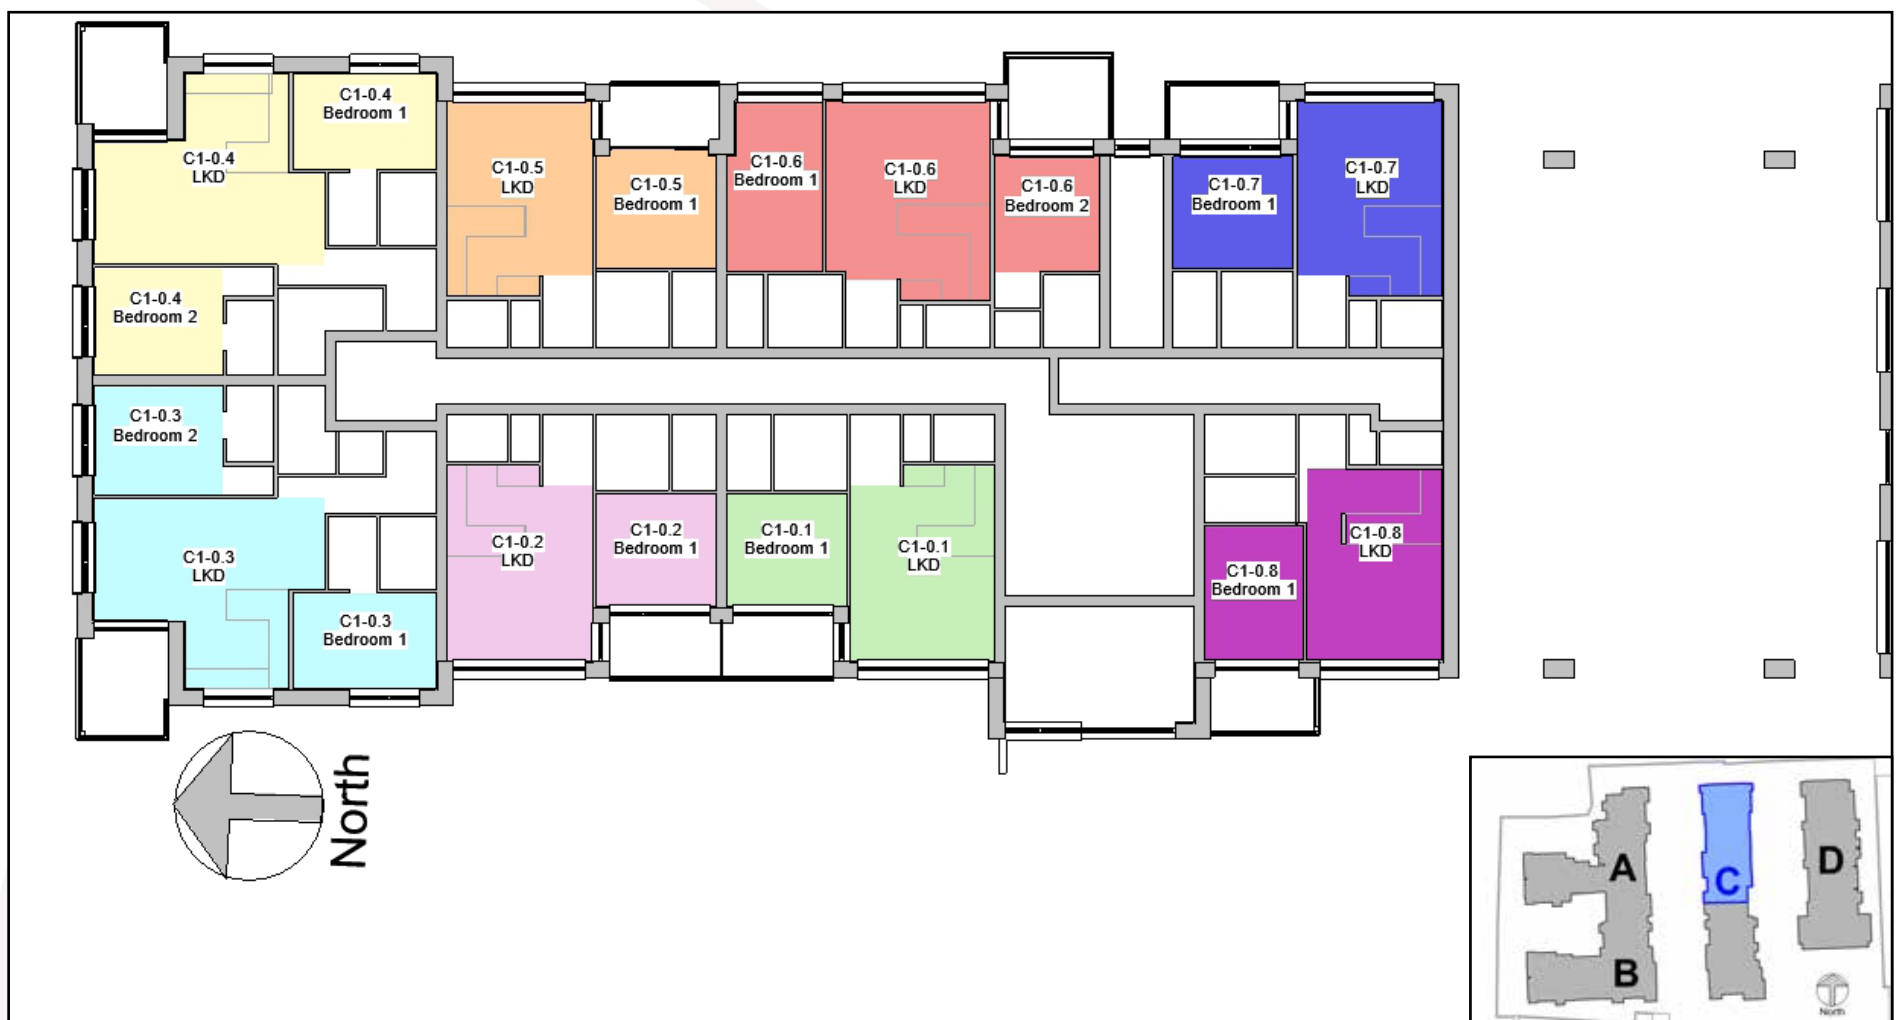 C1-0.4
Bedroom 1
C1-0.4
LKD
C1-0.5
LKD
C1-0.5
Bedroom 1
C1-0.6
Bedroom 1
C1-0.6
LKD
C1-0.6
Bedroom 2
C1-0.7
Bedroom 1
C1-0.7
LKD
C1-0.4
Bedroom 2
C1-0.3
Bedroom 2
C1-0.3
LKD
C1-0.3
Bedroom 1
C1-0.2
LKD
C1-0.2
Bedroom 1
C1-0.1
Bedroom 1
C1-0.1
LKD
C1-0.8
Bedroom 1
C1-0.8
LKD
North
A
B
C
D
North